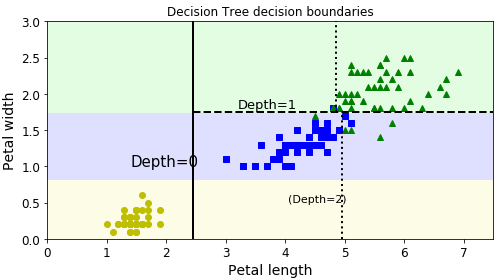 Decision Tree decision boundaries
3.0
2.5
2.0
1.5
1.0
0.5
0.0
Petal width
Depth=1
Depth=0
(Depth=2)
0 1 2 3 4 5 6 7
Petal length